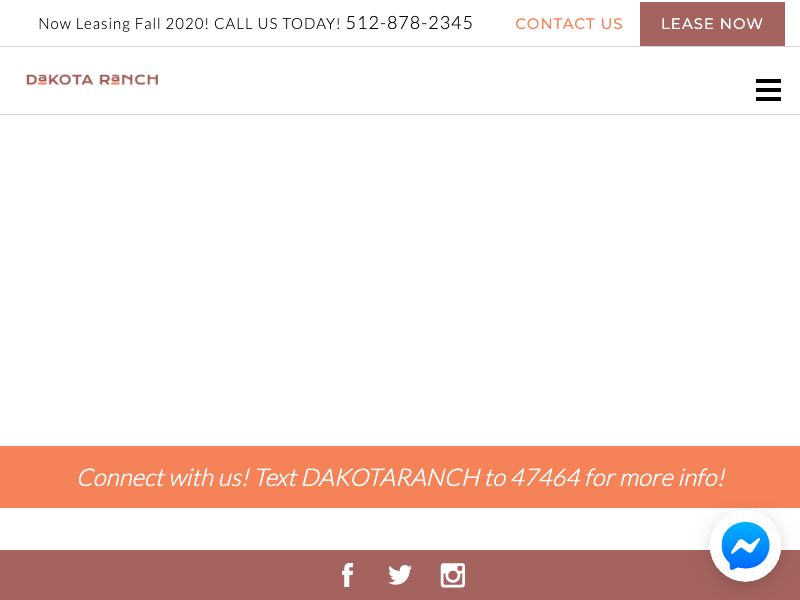 Now Leasing Fall 2020! CALL US TODAY! 512-878-2345
CONTACT US
LEASE NOW
DaKOTA RaNCH
Connect with us! Text DAKOTARANCH to 47464 for more info!